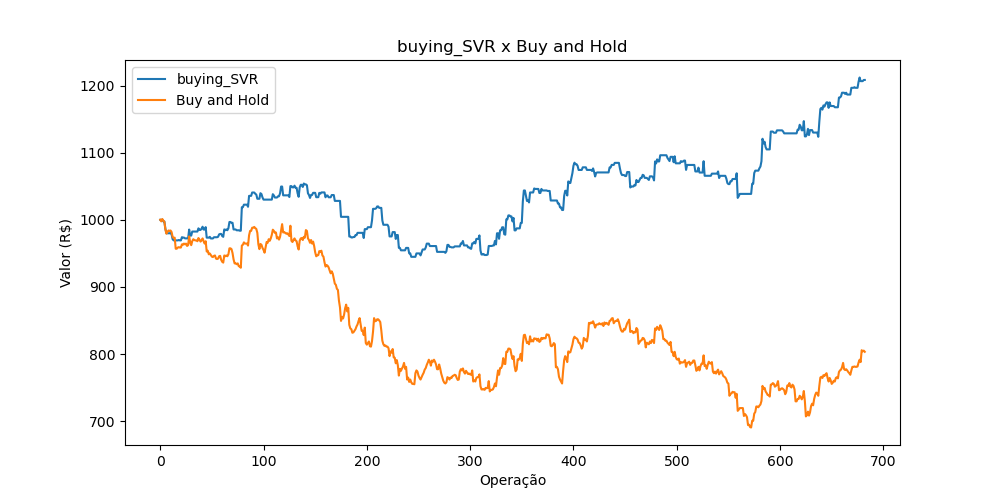 buying_SVR x Buy and Hold
buying_SVR
Buy and Hold
Valor (R$)
1200
1100
1000
900
800
700
0 100 200 300 400 500 600 700
Operação